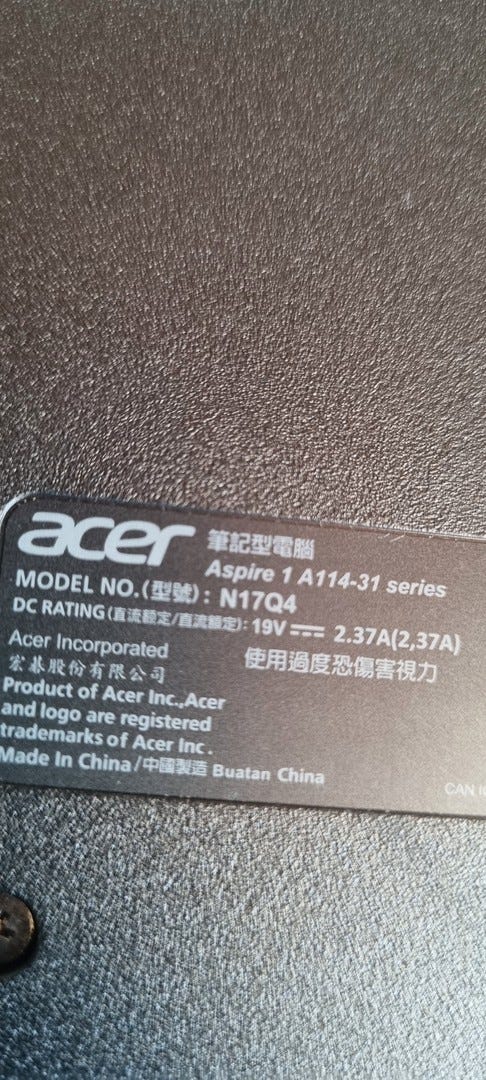 acer 筆記型電腦
Aspire 1 A114-31 series
MODEL NO.(型號): N17Q4
DC RATING(直流額定/直流額定): 19V⎓ 2.37A(2,37A)
Acer Incorporated 使用過度恐傷害視力
宏碁股份有限公司
Product of Acer Inc.,Acer
and logo are registered
trademarks of Acer Inc.
Made In China/中國製造 Buatan China
CAN